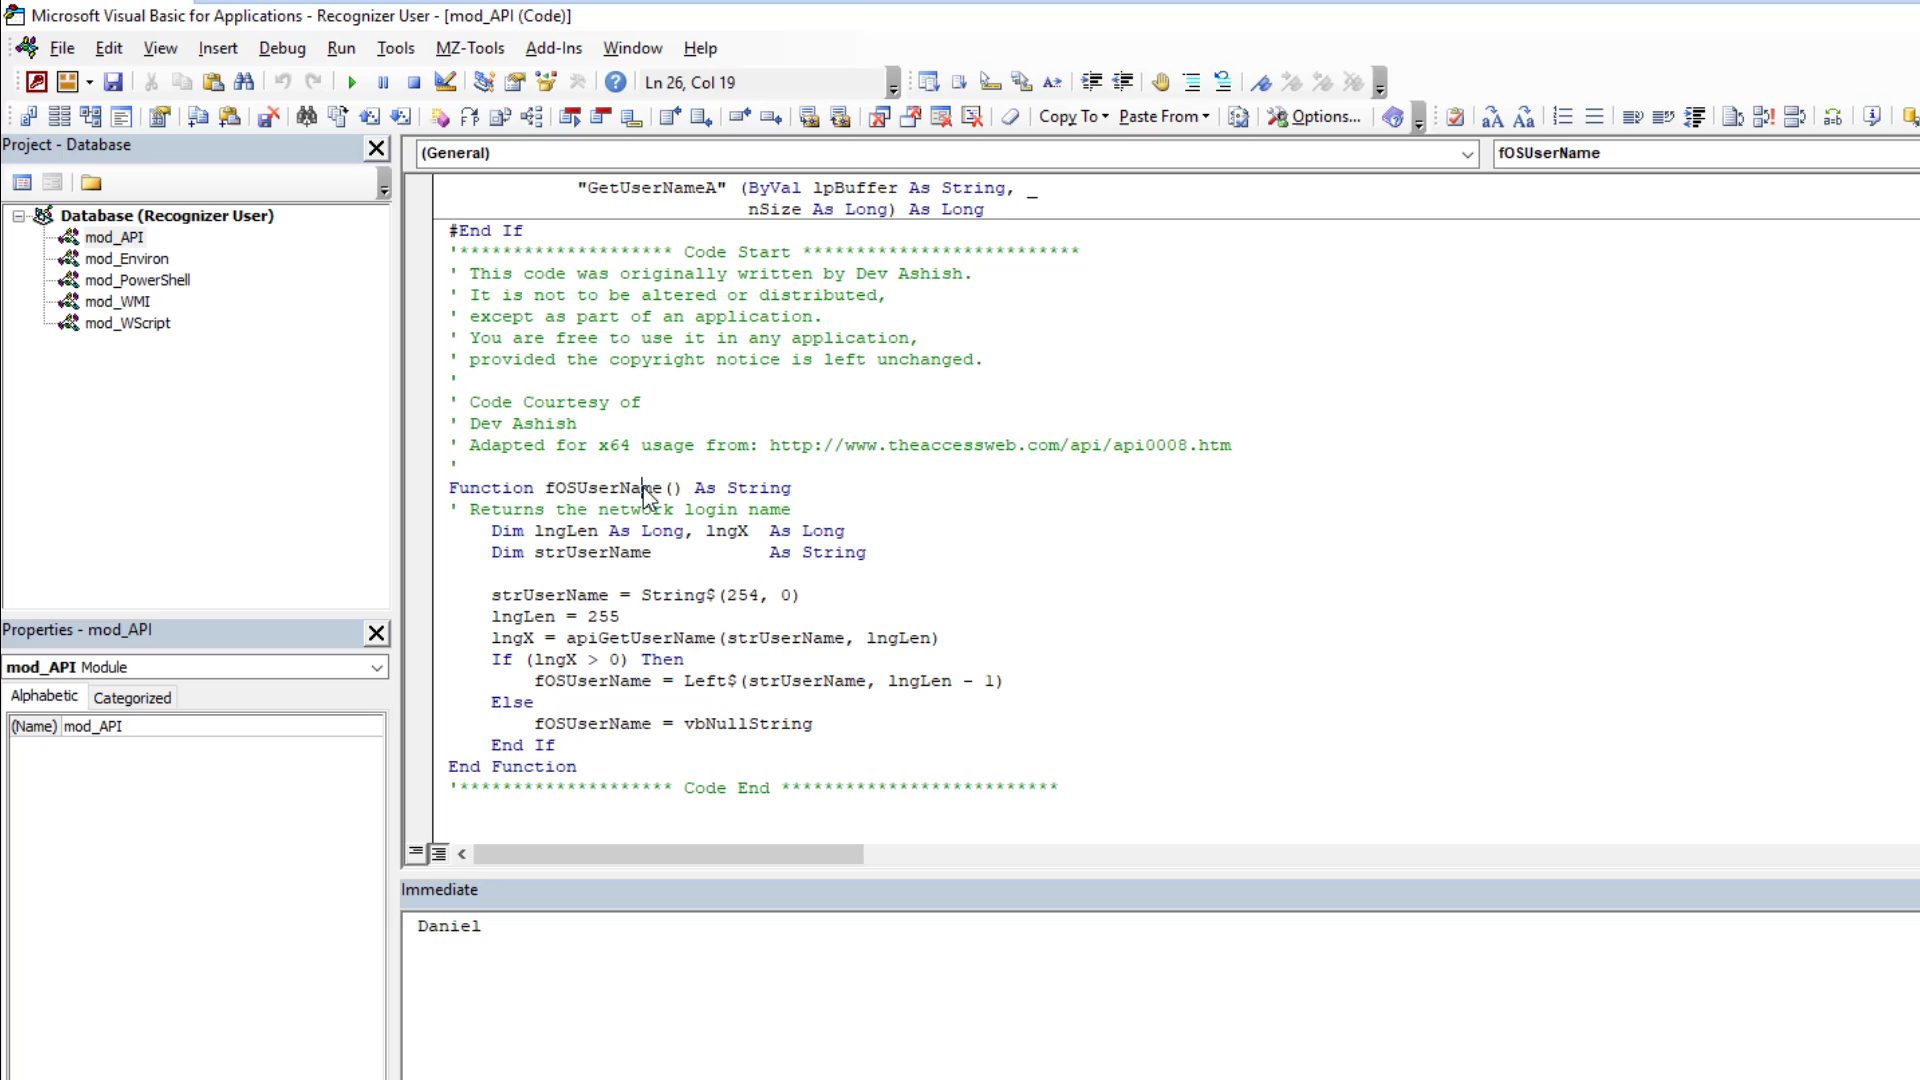 Microsoft Visual Basic for Applications - Recognizer User - [mod_API (Code)]
File Edit View Insert Debug Run Tools MZ-Tools Add-Ins Window Help
Ln 26, Col 19
Copy To Paste From Options...
Project - Database
(General)
fOSUserName
Database (Recognizer User)
mod_API
mod_Environ
mod_PowerShell
mod_WMI
mod_WScript
"GetUserNameA" (ByVal lpBuffer As String, _
nSize As Long) As Long
#End If
'******************** Code Start **************************
' This code was originally written by Dev Ashish.
' It is not to be altered or distributed,
' except as part of an application.
' You are free to use it in any application,
' provided the copyright notice is left unchanged.
'
' Code Courtesy of
' Dev Ashish
' Adapted for x64 usage from: http://www.theaccessweb.com/api/api0008.htm
'
Function fOSUserName() As String
' Returns the network login name
Dim lngLen As Long, lngX  As Long
Dim strUserName           As String
strUserName = String$(254, 0)
lngLen = 255
lngX = apiGetUserName(strUserName, lngLen)
If (lngX > 0) Then
fOSUserName = Left$(strUserName, lngLen - 1)
Else
fOSUserName = vbNullString
End If
End Function
'******************** Code End **************************
Properties - mod_API
mod_API Module
Alphabetic Categorized
(Name) mod_API
Immediate
Daniel